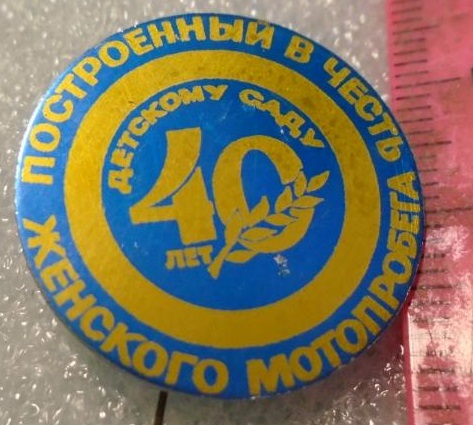 ДЕТСКОМУ САДУ
40
ЛЕТ
ПОСТРОЕННЫЙ В ЧЕСТЬ
ЖЕНСКОГО МОТОПРОБЕГА